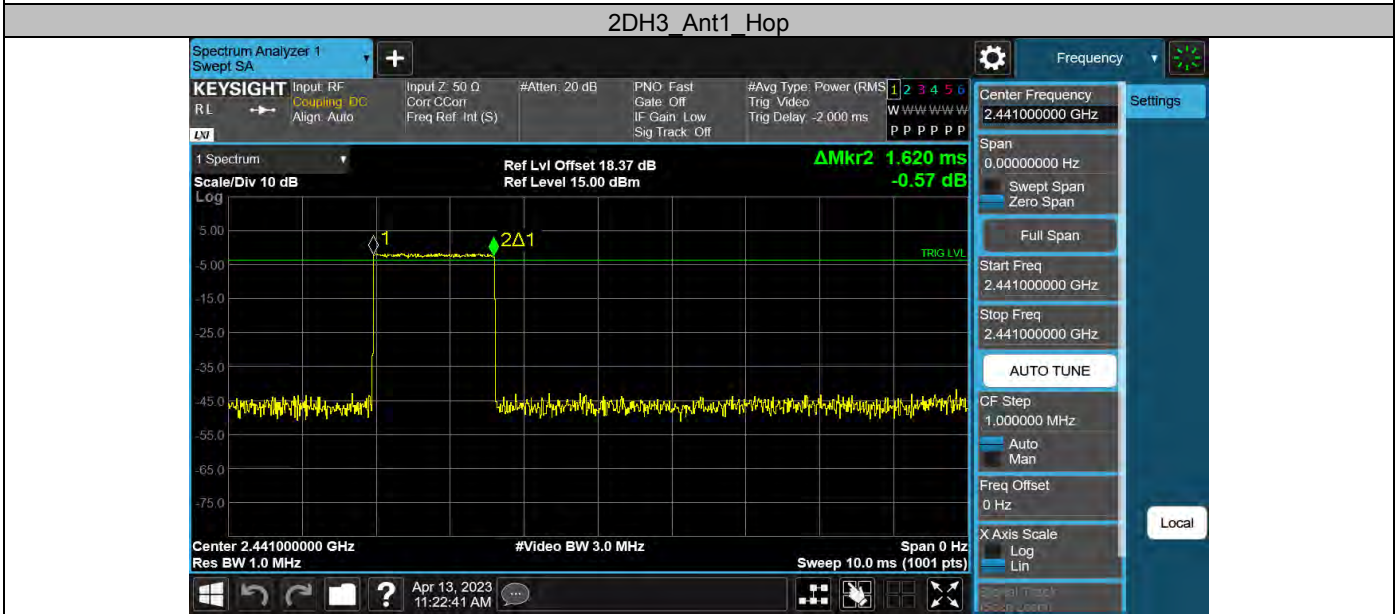 2DH3_Ant1_Hop
Spectrum Analyzer 1
Swept SA
Frequency
KEYSIGHT
RL
LXI
Input: RF
Coupling: DC
Align: Auto
Input Z: 50 Ω
Corr CCorr
Freq Ref: Int (S)
#Atten: 20 dB
PNO: Fast
Gate: Off
IF Gain: Low
Sig Track: Off
#Avg Type: Power (RMS
Trig: Video
Trig Delay: -2.000 ms
1 2 3 4 5 6
W W W W W W
P P P P P P
1 Spectrum
Scale/Div 10 dB
Log
Ref Lvl Offset 18.37 dB
Ref Level 15.00 dBm
ΔMkr2 1.620 ms
-0.57 dB
5.00
-5.00
-15.0
-25.0
-35.0
-45.0
-55.0
-65.0
-75.0
1
2Δ1
TRIG LVL
Center 2.441000000 GHz
Res BW 1.0 MHz
#Video BW 3.0 MHz
Span 0 Hz
Sweep 10.0 ms (1001 pts)
Center Frequency
2.441000000 GHz
Settings
Span
0.00000000 Hz
Swept Span
Zero Span
Full Span
Start Freq
2.441000000 GHz
Stop Freq
2.441000000 GHz
AUTO TUNE
CF Step
1.000000 MHz
Auto
Man
Freq Offset
0 Hz
X Axis Scale
Log
Lin
Local
Signal Track
(Span Zoom)
?
Apr 13, 2023
11:22:41 AM